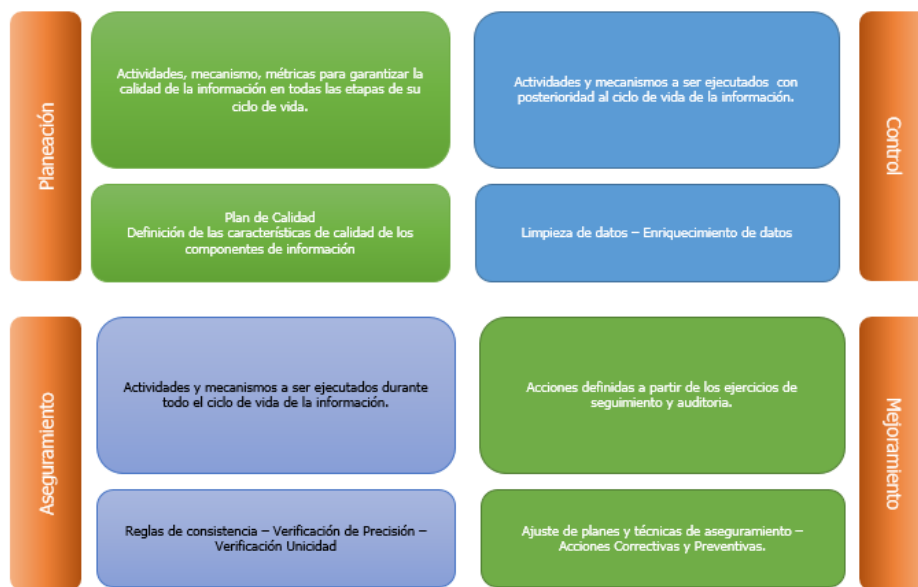 Planeación
Actividades, mecanismo, métricas para garantizar la
calidad de la información en todas las etapas de su
ciclo de vida.
Plan de Calidad
Definición de las características de calidad de los
componentes de información
Actividades y mecanismos a ser ejecutados con
posterioridad al ciclo de vida de la información.
Limpieza de datos – Enriquecimiento de datos
Control
Aseguramiento
Actividades y mecanismos a ser ejecutados durante
todo el ciclo de vida de la información.
Reglas de consistencia – Verificación de Precisión –
Verificación Unicidad
Acciones definidas a partir de los ejercicios de
seguimiento y auditoria.
Ajuste de planes y técnicas de aseguramiento –
Acciones Correctivas y Preventivas.
Mejoramiento